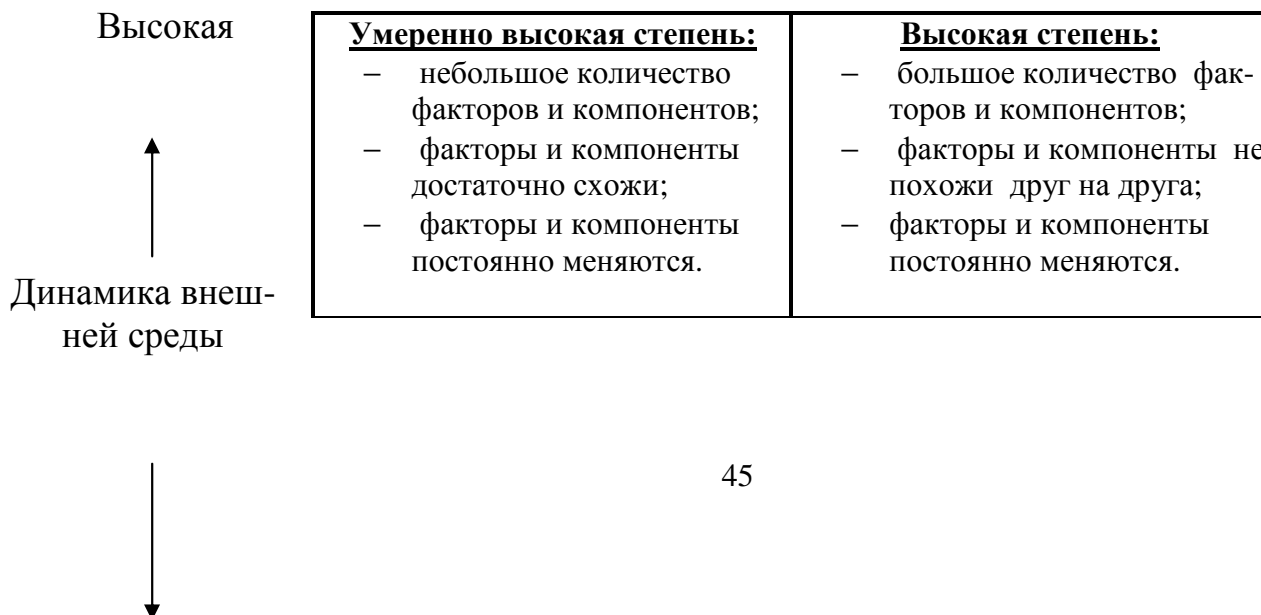 Высокая
Умеренно высокая степень:
– небольшое количество
факторов и компонентов;
– факторы и компоненты
достаточно схожи;
– факторы и компоненты
постоянно меняются.
Высокая степень:
– большое количество фак-
торов и компонентов;
– факторы и компоненты не
похожи друг на друга;
– факторы и компоненты
постоянно меняются.
Динамика внеш-
ней среды
45